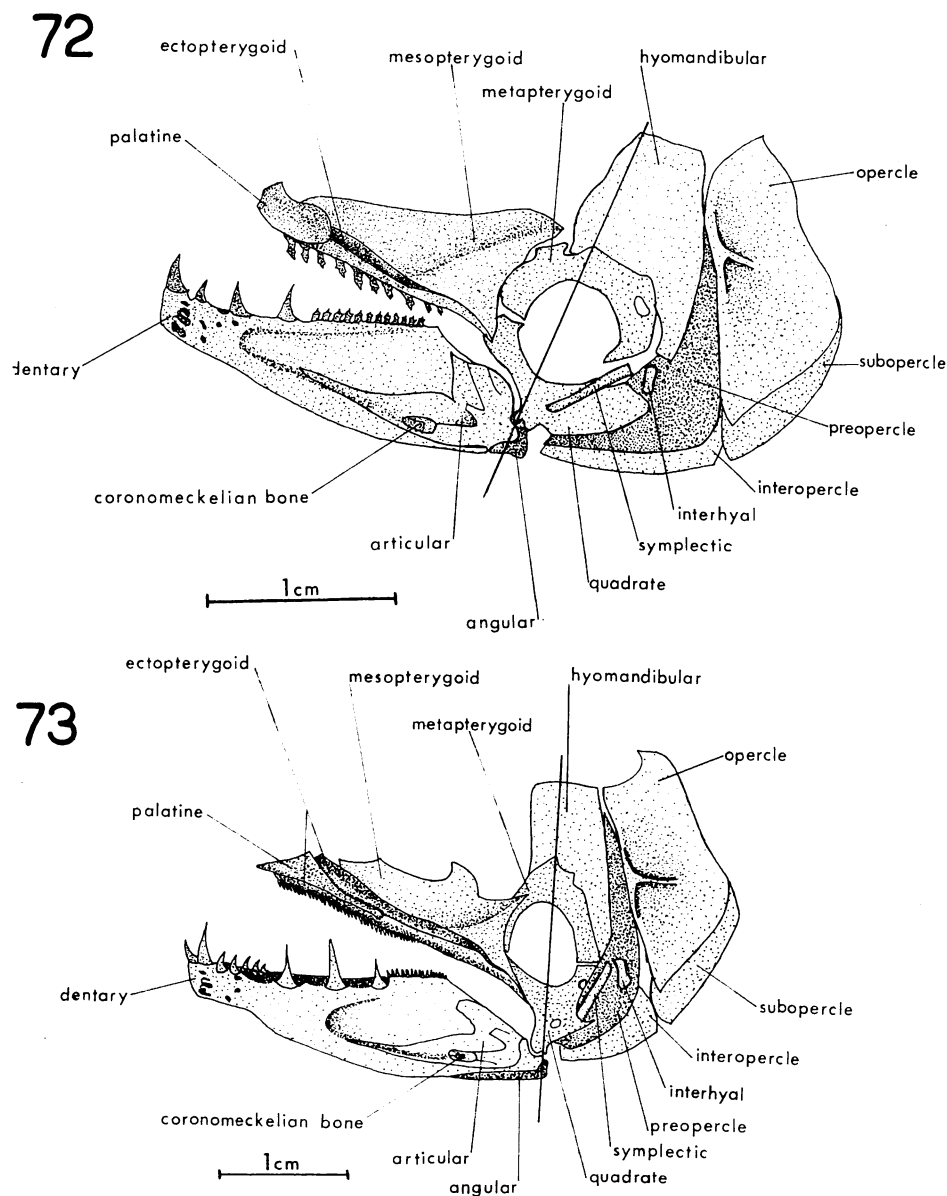 72
ectopterygoid
mesopterygoid
hyomandibular
metapterygoid
palatine
opercle
dentary
subopercle
preopercle
coronomeckelian bone
interopercle
interhyal
articular
symplectic
1cm
quadrate
angular
ectopterygoid
mesopterygoid
hyomandibular
73
metapterygoid
opercle
palatine
dentary
subopercle
interopercle
interhyal
coronomeckelian bone
preopercle
symplectic
articular
1cm
quadrate
angular